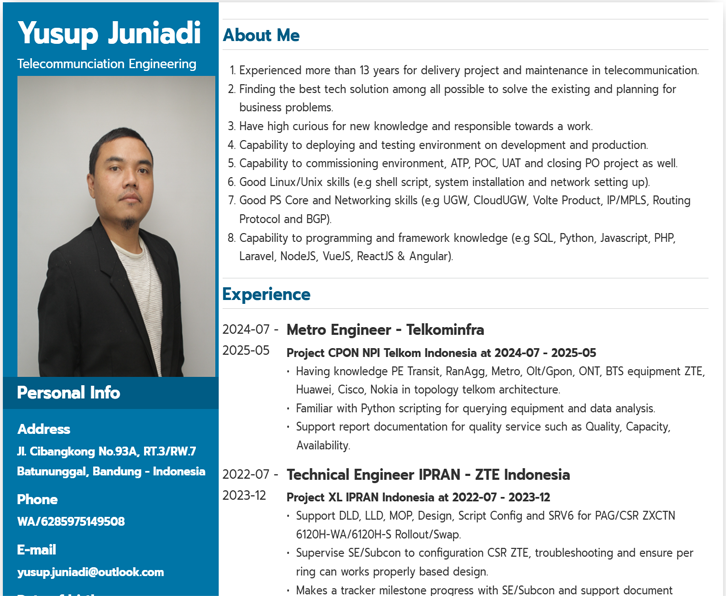 Yusup Juniadi
Telecommunciation Engineering
Personal Info
Address
Jl. Cibangkong No.93A, RT.3/RW.7
Batununggal, Bandung - Indonesia
Phone
WA/6285975149508
E-mail
yusup.juniadi@outlook.com
About Me
1. Experienced more than 13 years for delivery project and maintenance in telecommunication.
2. Finding the best tech solution among all possible to solve the existing and planning for
business problems.
3. Have high curious for new knowledge and responsible towards a work.
4. Capability to deploying and testing environment on development and production.
5. Capability to commissioning environment, ATP, POC, UAT and closing PO project as well.
6. Good Linux/Unix skills (e.g shell script, system installation and network setting up).
7. Good PS Core and Networking skills (e.g UGW, CloudUGW, Volte Product, IP/MPLS, Routing
Protocol and BGP).
8. Capability to programming and framework knowledge (e.g SQL, Python, Javascript, PHP,
Laravel, NodeJS, VueJS, ReactJS & Angular).
Experience
2024-07 - Metro Engineer - Telkominfra
2025-05 Project CPON NPI Telkom Indonesia at 2024-07 - 2025-05
• Having knowledge PE Transit, RanAgg, Metro, Olt/Gpon, ONT, BTS equipment ZTE,
Huawei, Cisco, Nokia in topology telkom architecture.
• Familiar with Python scripting for querying equipment and data analysis.
• Support report documentation for quality service such as Quality, Capacity,
Availability.
2022-07 - Technical Engineer IPRAN - ZTE Indonesia
2023-12 Project XL IPRAN Indonesia at 2022-07 - 2023-12
• Support DLD, LLD, MOP, Design, Script Config and SRV6 for PAG/CSR ZXCTN
6120H-WA/6120H-S Rollout/Swap.
• Supervise SE/Subcon to configuration CSR ZTE, troubleshooting and ensure per
ring can works properly based design.
• Makes a tracker milestone progress with SE/Subcon and support document